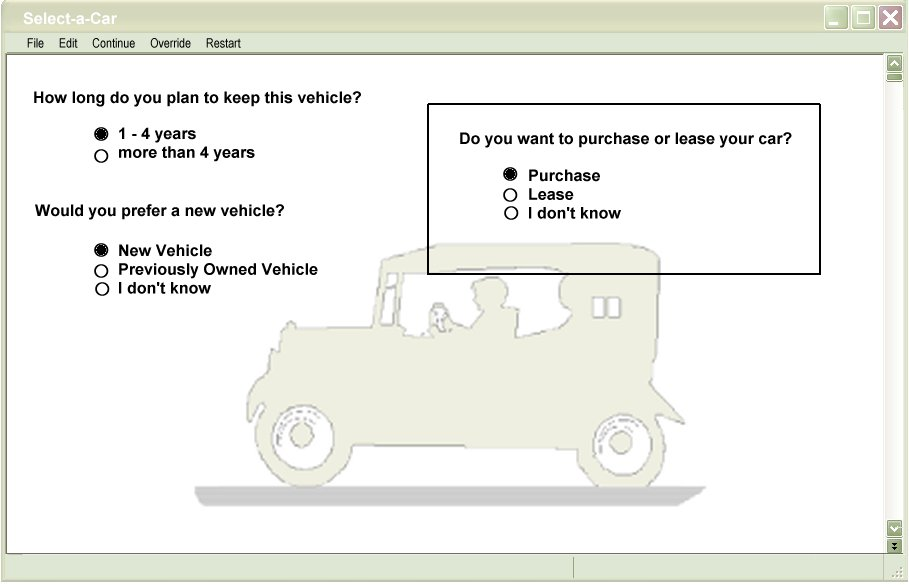 Select-a-Car
File Edit Continue Override Restart
How long do you plan to keep this vehicle?
1 - 4 years
more than 4 years
Would you prefer a new vehicle?
New Vehicle
Previously Owned Vehicle
I don't know
Do you want to purchase or lease your car?
Purchase
Lease
I don't know